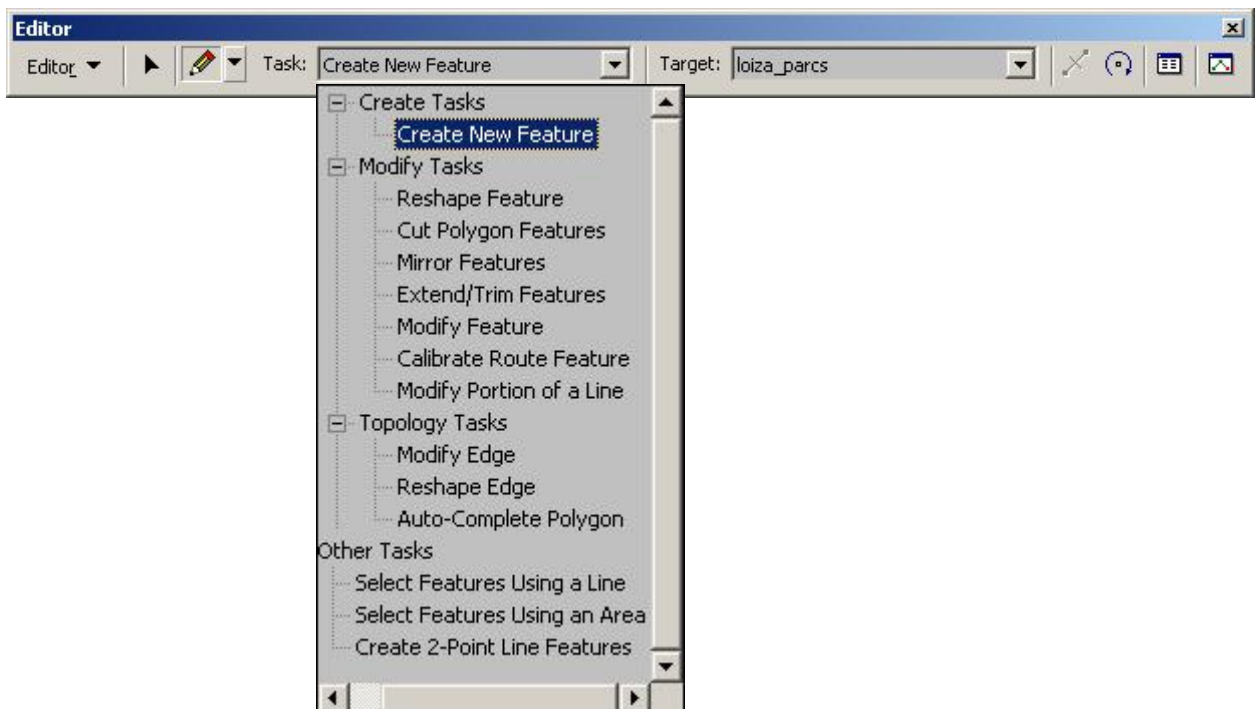 Editor
Editor Task: Create New Feature Target: loiza_parcs
Create Tasks
Create New Feature
Modify Tasks
Reshape Feature
Cut Polygon Features
Mirror Features
Extend/Trim Features
Modify Feature
Calibrate Route Feature
Modify Portion of a Line
Topology Tasks
Modify Edge
Reshape Edge
Auto-Complete Polygon
Other Tasks
Select Features Using a Line
Select Features Using an Area
Create 2-Point Line Features